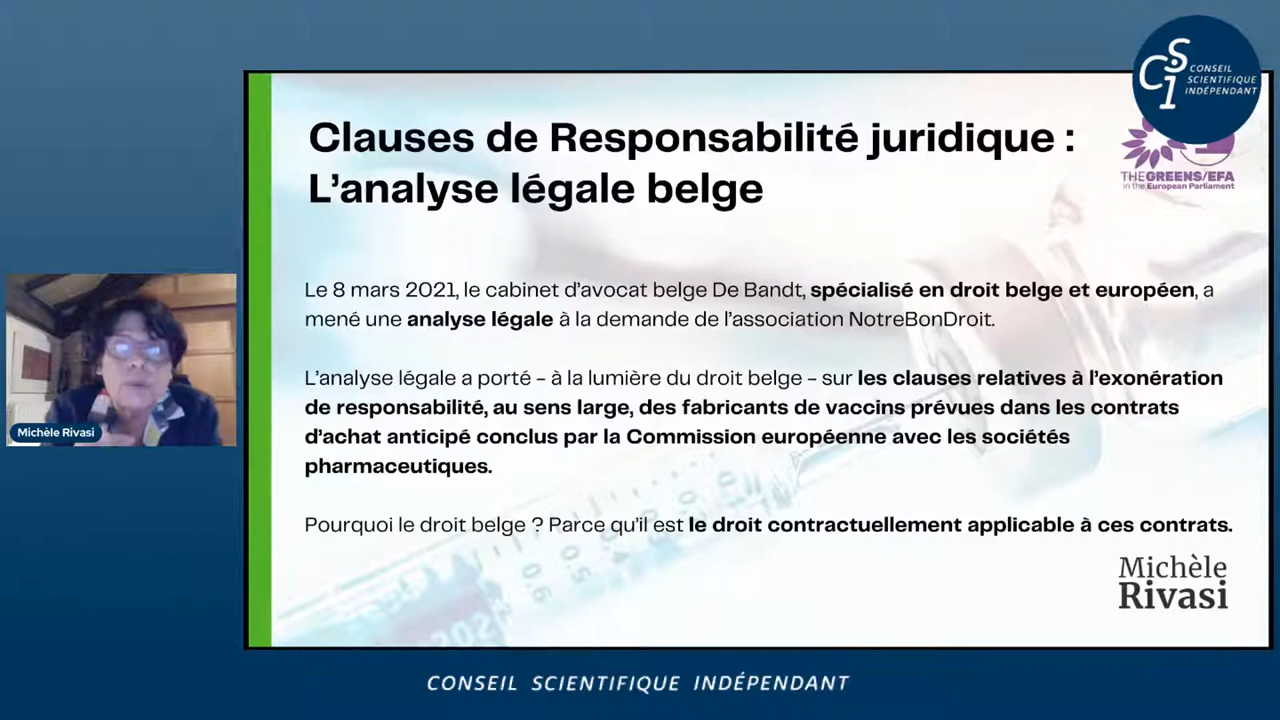 CONSEIL
SCIENTIFIQUE
INDÉPENDANT
CSI
Clauses de Responsabilité juridique :
L’analyse légale belge
THE GREENS/EFA
in the European Parliament
Le 8 mars 2021, le cabinet d’avocat belge De Bandt, spécialisé en droit belge et européen, a
mené une analyse légale à la demande de l’association NotreBonDroit.
L’analyse légale a porté – à la lumière du droit belge – sur les clauses relatives à l’exonération
de responsabilité, au sens large, des fabricants de vaccins prévues dans les contrats
d’achat anticipé conclus par la Commission européenne avec les sociétés
pharmaceutiques.
Pourquoi le droit belge ? Parce qu’il est le droit contractuellement applicable à ces contrats.
Michèle Rivasi
0.5
0.6
Michèle
Rivasi
CONSEIL SCIENTIFIQUE INDÉPENDANT